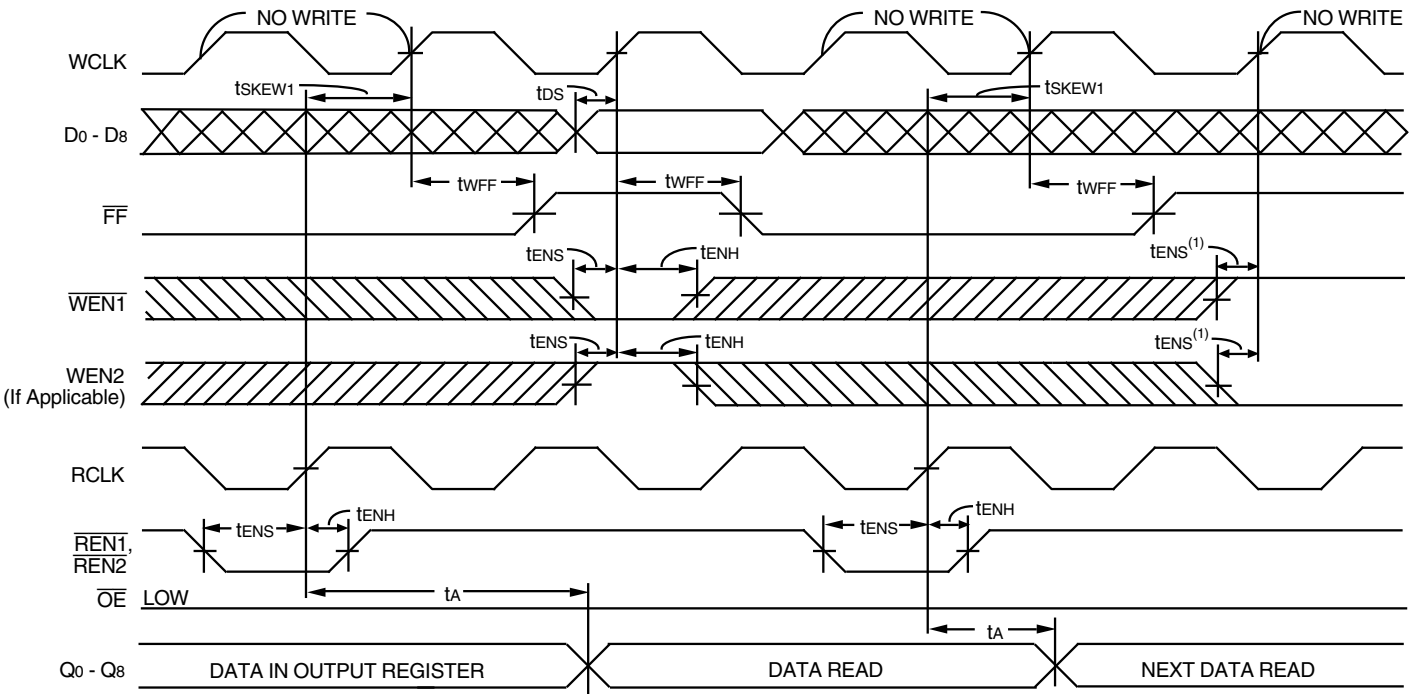 NO WRITE NO WRITE NO WRITE
WCLK
tSKEW1 tDS tSKEW1
D0 - D8
tWFF tWFF tWFF
FF
tENS tENH tENS(1)
WEN1
tENS tENH tENS(1)
WEN2
(If Applicable)
RCLK
tENS tENH tENS tENH
REN1,
REN2
OE LOW tA
tA
Q0 - Q8 DATA IN OUTPUT REGISTER DATA READ NEXT DATA READ